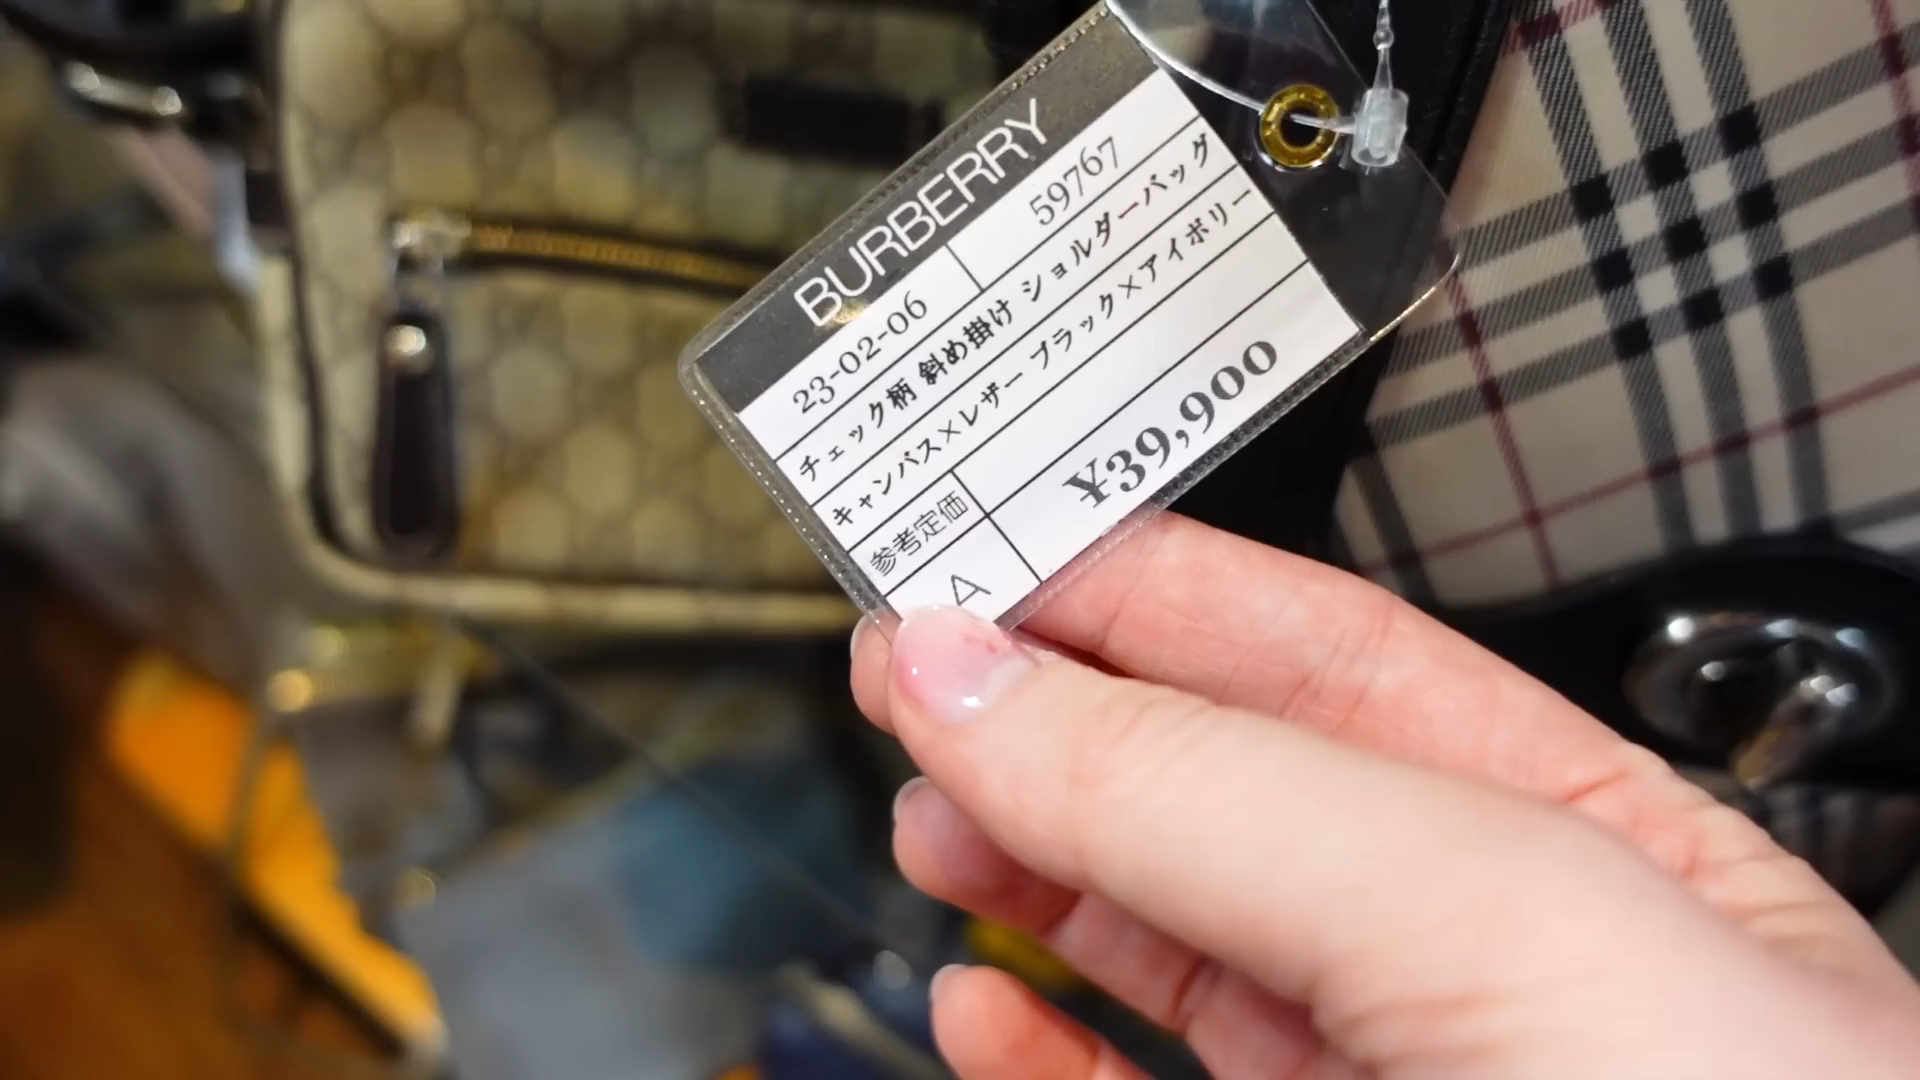 BURBERRY
23-02-06 59767
チェック柄 斜め掛け ショルダーバッグ
キャンバス×レザー ブラック×アイボリー
参考定価
A ¥39,900